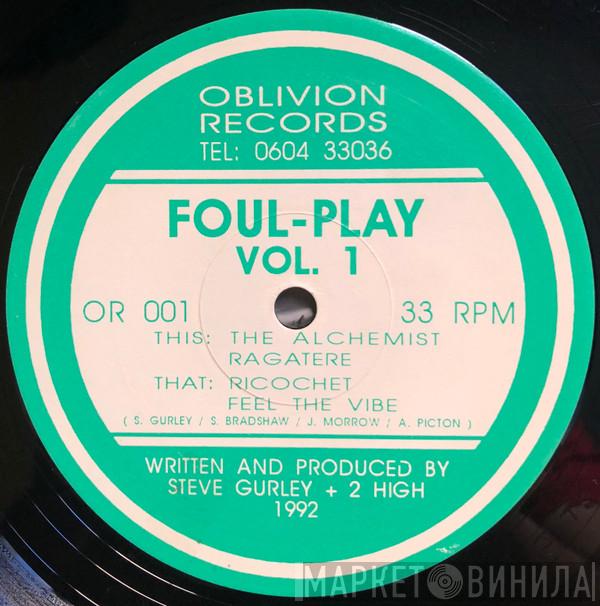 OBLIVION
RECORDS
TEL: 0604 33036
FOUL-PLAY
VOL. 1
OR 001 33 RPM
THIS: THE ALCHEMIST
RAGATERE
THAT: RICOCHET
FEEL THE VIBE
( S. GURLEY / S. BRADSHAW / J. MORROW / A. PICTON )
WRITTEN AND PRODUCED BY
STEVE GURLEY + 2 HIGH
1992
МАРКЕТ ВИНИЛА